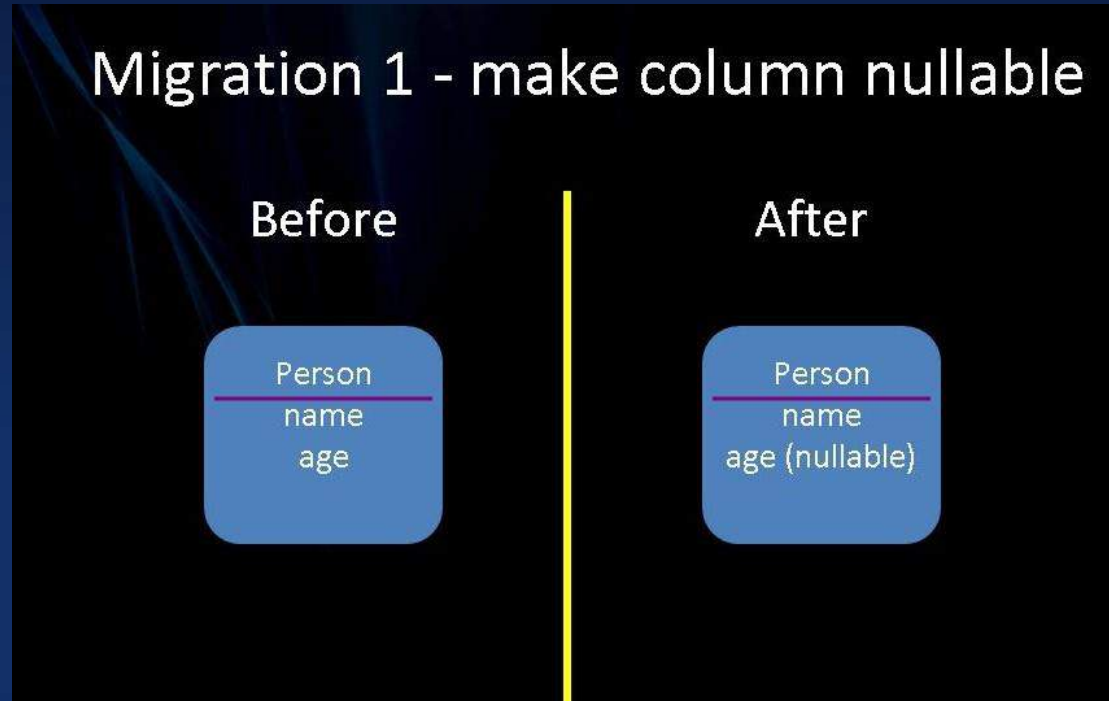 Migration 1 - make column nullable
Before
Person
name
age
After
Person
name
age (nullable)